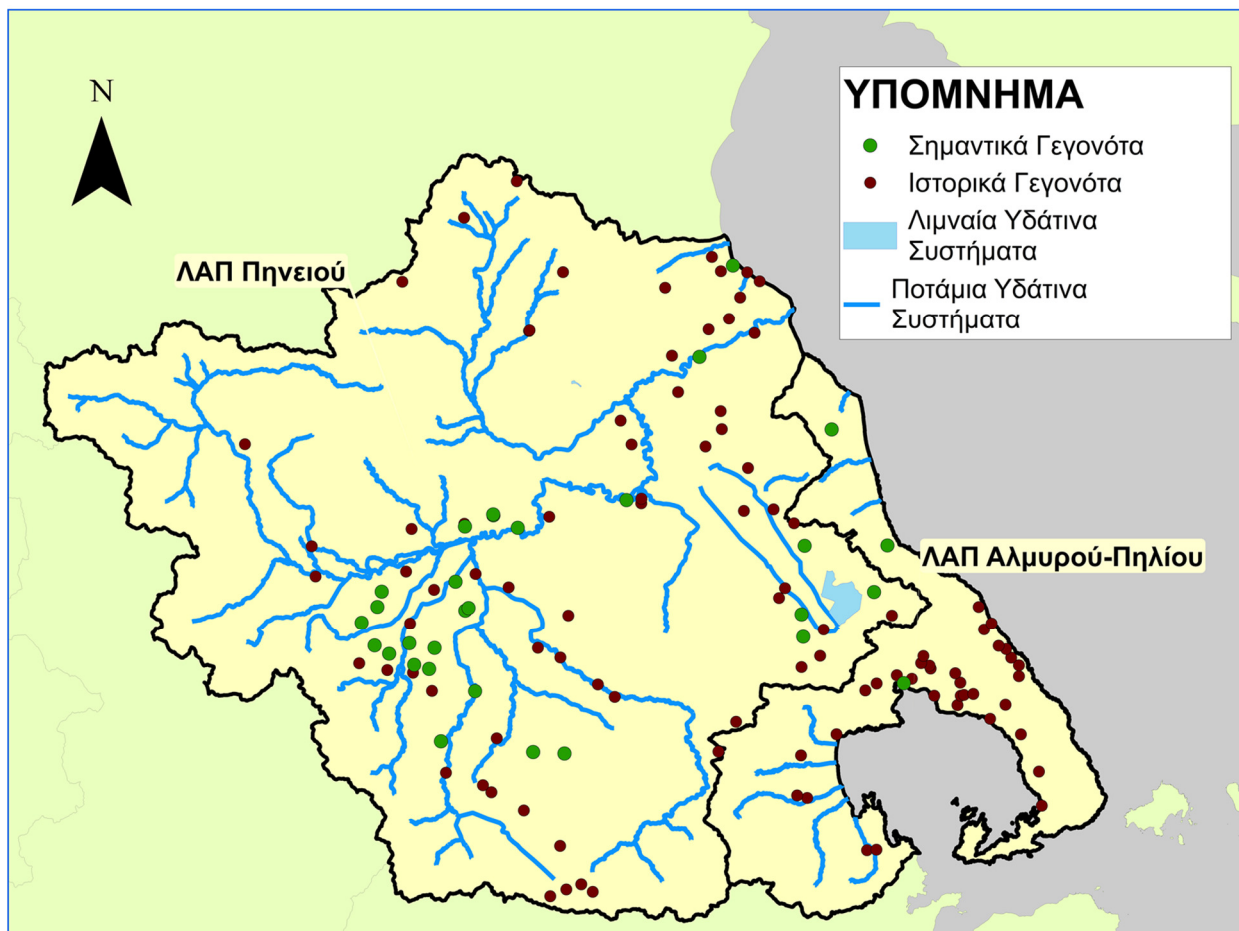 N
ΥΠΟΜΝΗΜΑ
Σημαντικά Γεγονότα
Ιστορικά Γεγονότα
Λιμναία Υδάτινα
Συστήματα
Ποτάμια Υδάτινα
Συστήματα
ΛΑΠ Πηνειού
ΛΑΠ Αλμυρού-Πηλίου